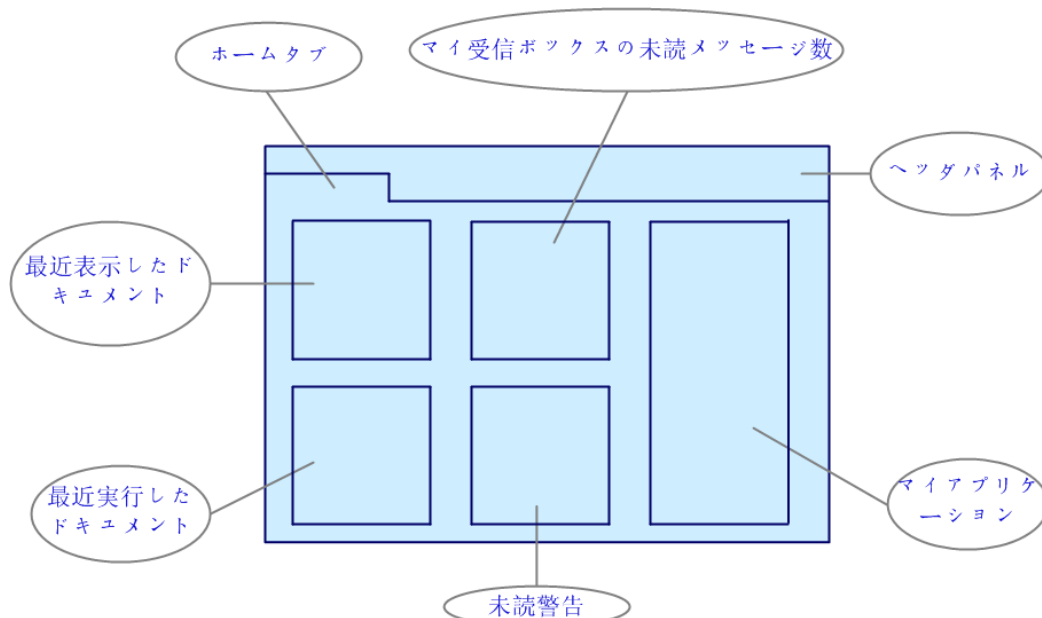 ホームタブ
マイ受信ボックスの未読メッセージ数
ヘッダパネル
最近表示したド
キュメント
最近実行した
ドキュメント
マイアプリケ
ーション
未読警告